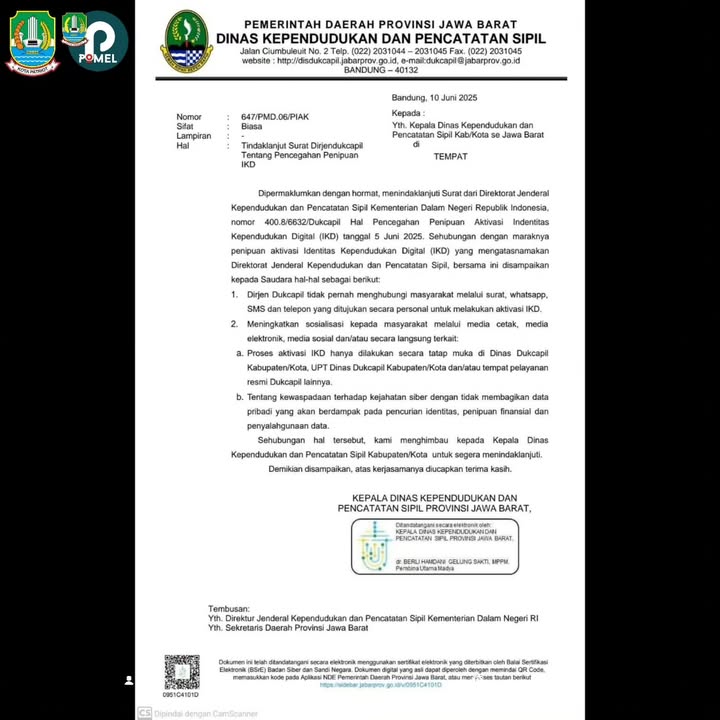 KOTA PATRIOT
POMEL
PEMERINTAH DAERAH PROVINSI JAWA BARAT
DINAS KEPENDUDUKAN DAN PENCATATAN SIPIL
Jalan Ciumbuleuit No. 2 Telp. (022) 2031044 – 2031045 Fax. (022) 2031045
website : http://disdukcapil.jabarprov.go.id, e-mail:dukcapil@jabarprov.go.id
BANDUNG – 40132
Bandung, 10 Juni 2025
Kepada :
Nomor : 647/PMD.06/PIAK
Yth. Kepala Dinas Kependudukan dan
Sifat : Biasa
Pencatatan Sipil Kab/Kota se Jawa Barat
Lampiran : -
di
Hal : Tindaklanjut Surat Dirjendukcapil
TEMPAT
Tentang Pencegahan Penipuan
IKD
Dipermaklumkan dengan hormat, menindaklanjuti Surat dari Direktorat Jenderal
Kependudukan dan Pencatatan Sipil Kementerian Dalam Negeri Republik Indonesia,
nomor 400.8/6632/Dukcapil Hal Pencegahan Penipuan Aktivasi Indentitas
Kependudukan Digital (IKD) tanggal 5 Juni 2025. Sehubungan dengan maraknya
penipuan aktivasi Identitas Kependudukan Digital (IKD) yang mengatasnamakan
Direktorat Jenderal Kependudukan dan Pencatatan Sipil, bersama ini disampaikan
kepada Saudara hal-hal sebagai berikut:
1. Dirjen Dukcapil tidak pernah menghubungi masyarakat melalui surat, whatsapp,
SMS dan telepon yang ditujukan secara personal untuk melakukan aktivasi IKD.
2. Meningkatkan sosialisasi kepada masyarakat melalui media cetak, media
elektronik, media sosial dan/atau secara langsung terkait:
a. Proses aktivasi IKD hanya dilakukan secara tatap muka di Dinas Dukcapil
Kabupaten/Kota, UPT Dinas Dukcapil Kabupaten/Kota dan/atau tempat pelayanan
resmi Dukcapil lainnya.
b. Tentang kewaspadaan terhadap kejahatan siber dengan tidak membagikan data
pribadi yang akan berdampak pada pencurian identitas, penipuan finansial dan
penyalahgunaan data.
Sehubungan hal tersebut, kami menghimbau kepada Kepala Dinas
Kependudukan dan Pencatatan Sipil Kabupaten/Kota untuk segera menindaklanjuti.
Demikian disampaikan, atas kerjasamanya diucapkan terima kasih.
KEPALA DINAS KEPENDUDUKAN DAN
PENCATATAN SIPIL PROVINSI JAWA BARAT,
Ditandatangani secara elektronik oleh:
KEPALA DINAS KEPENDUDUKAN DAN
PENCATATAN SIPIL PROVINSI JAWA BARAT,
dr. BERLI HAMDANI GELUNG SAKTI, MPPM.
Pembina Utama Madya
Tembusan:
Yth. Direktur Jenderal Kependudukan dan Pencatatan Sipil Kementerian Dalam Negeri RI
Yth. Sekretaris Daerah Provinsi Jawa Barat
Dokumen ini telah ditandatangani secara elektronik menggunakan sertifikat elektronik yang diterbitkan oleh Balai Sertifikasi
Elektronik (BSrE) Badan Siber dan Sandi Negara. Dokumen digital yang asli dapat diperoleh dengan memindai QR Code,
memasukkan kode pada Aplikasi NDE Pemerintah Daerah Provinsi Jawa Barat, atau mengakses tautan berikut
https://sidebar.jabarprov.go.id/v/0951C4101D
0951C4101D
CS Dipindai dengan CamScanner